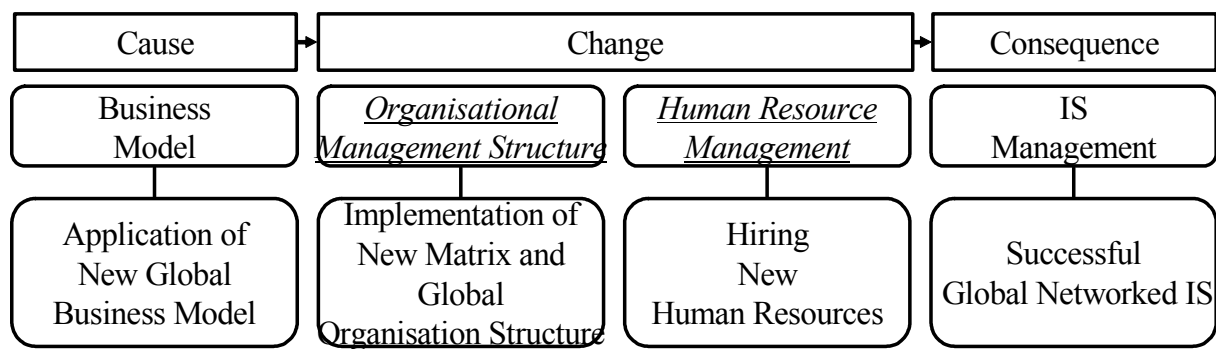 Cause
Change
Consequence
Business
Model
Organisational
Management Structure
Human Resource
Management
IS
Management
Application of
New Global
Business Model
Implementation of
New Matrix and
Global
Organisation Structure
Hiring
New
Human Resources
Successful
Global Networked IS